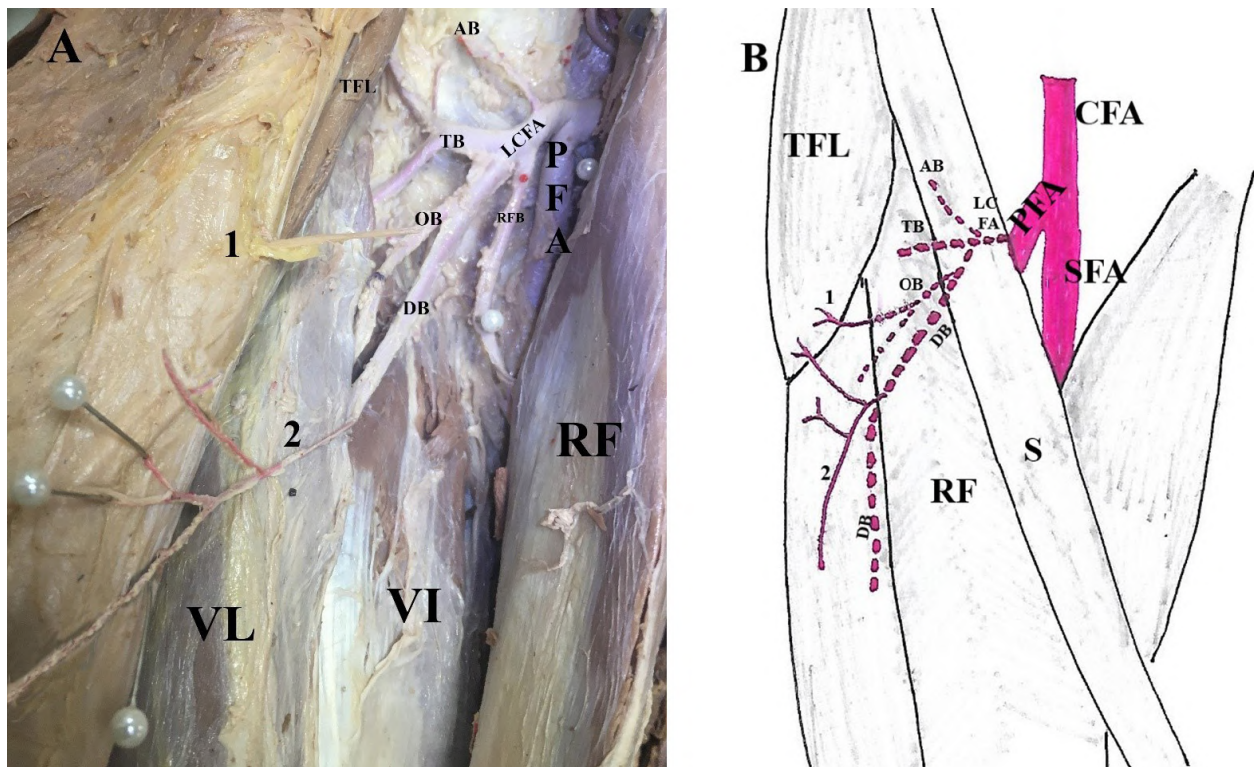 A
AB
TFL
TB
LCFA
P
F
A
OB
RFB
1
DB
2
RF
VL
VI
B
TFL
CFA
AB
LC
FA
PFA
TB
SFA
OB
1
DB
2
S
RF
DB